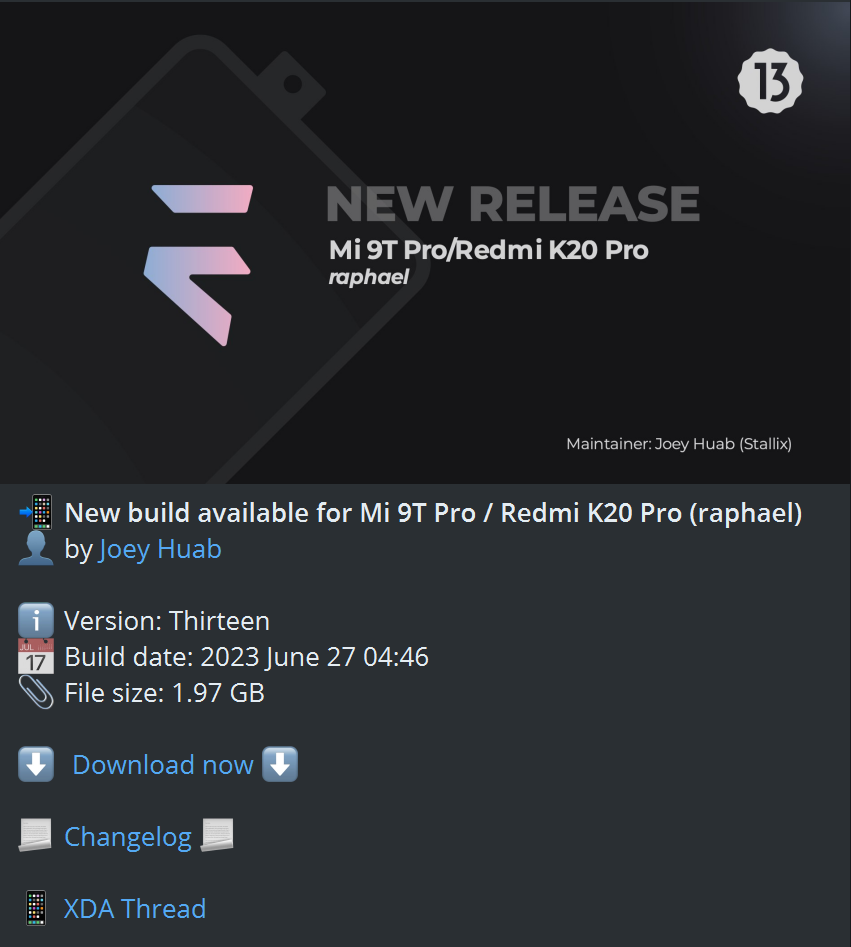 13
NEW RELEASE
Mi 9T Pro/Redmi K20 Pro
raphael
Maintainer: Joey Huab (Stallix)
New build available for Mi 9T Pro / Redmi K20 Pro (raphael)
by Joey Huab
Version: Thirteen
JUL
17
Build date: 2023 June 27 04:46
File size: 1.97 GB
Download now
Changelog
XDA Thread